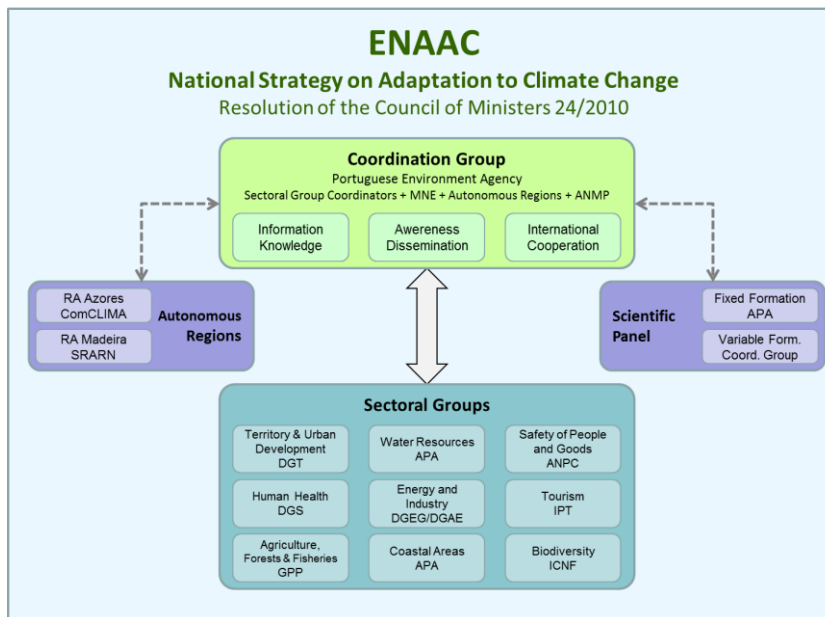 ENAAC
National Strategy on Adaptation to Climate Change
Resolution of the Council of Ministers 24/2010
Coordination Group
Portuguese Environment Agency
Sectoral Group Coordinators + MNE + Autonomous Regions + ANMP
Information
Knowledge
Awereness
Dissemination
International
Cooperation
RA Azores
ComCLIMA
RA Madeira
SRARN
Autonomous
Regions
Scientific
Panel
Fixed Formation
APA
Variable Form.
Coord. Group
Sectoral Groups
Territory & Urban
Development
DGT
Water Resources
APA
Safety of People
and Goods
ANPC
Human Health
DGS
Energy and
Industry
DGEG/DGAE
Tourism
IPT
Agriculture,
Forests & Fisheries
GPP
Coastal Areas
APA
Biodiversity
ICNF